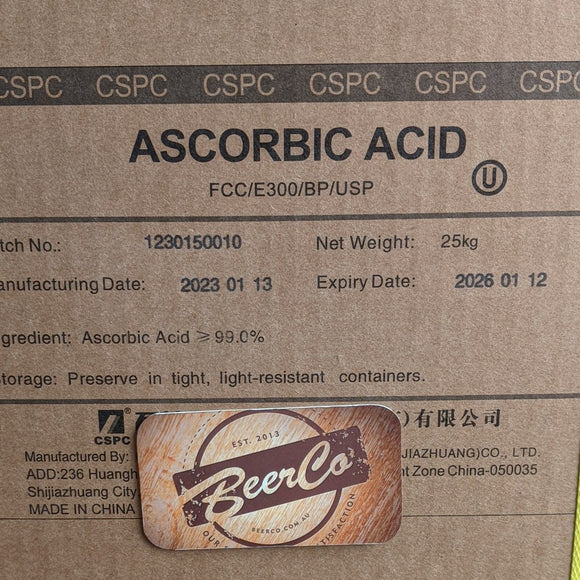 CSPC CSPC CSPC CSPC CSPC CSPC
ASCORBIC ACID
FCC/E300/BP/USP
U
tch No.: 1230150010 Net Weight: 25kg
anufacturing Date: 2023 01 13 Expiry Date: 2026 01 12
gredient: Ascorbic Acid ≥ 99.0%
torage: Preserve in tight, light-resistant containers.
CSPC ® 有限公司
Manufactured By: JIAZHUANG)CO., LTD.
ADD:236 Huangh nt Zone China-050035
Shijiazhuang City
MADE IN CHINA
EST. 2013
BeerCo
BEERCO.COM.AU
OUR TISFACTION